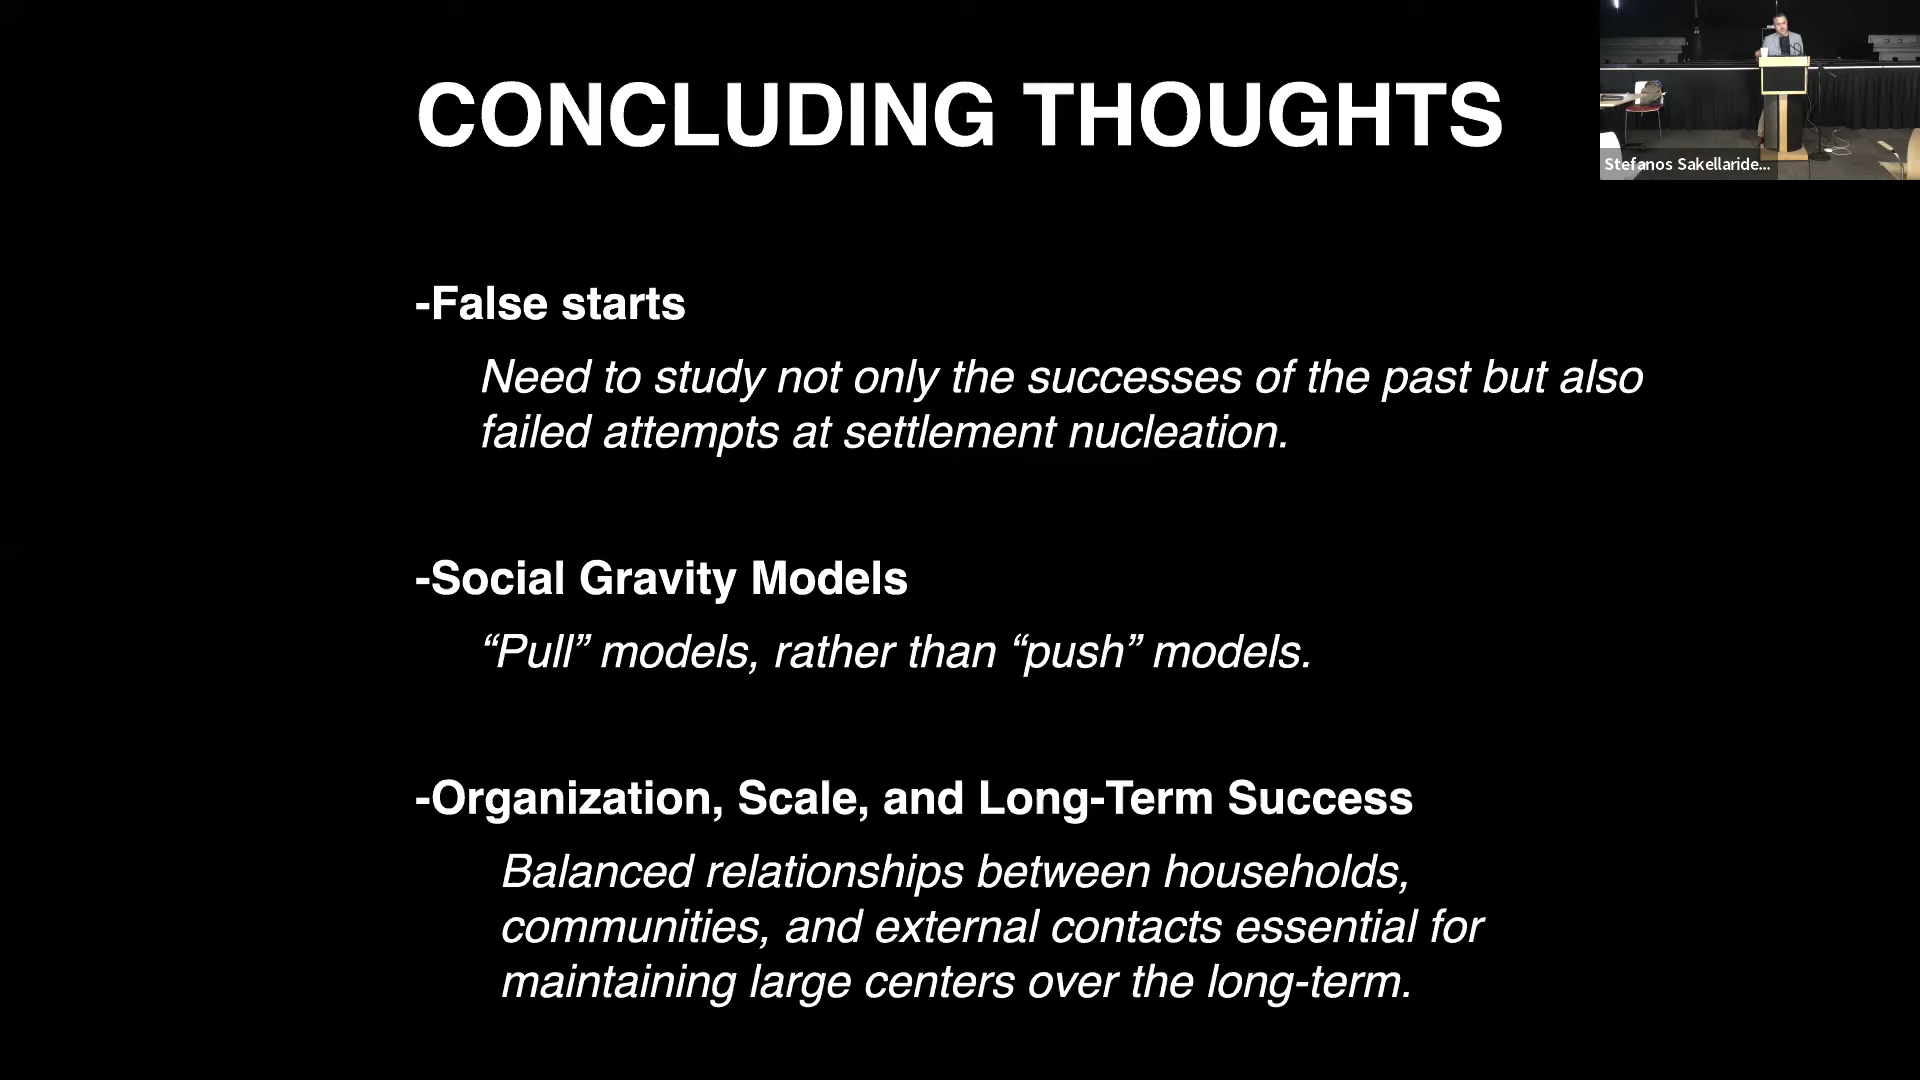 CONCLUDING THOUGHTS
Stefanos Sakellaride...
-False starts
Need to study not only the successes of the past but also
failed attempts at settlement nucleation.
-Social Gravity Models
“Pull” models, rather than “push” models.
-Organization, Scale, and Long-Term Success
Balanced relationships between households,
communities, and external contacts essential for
maintaining large centers over the long-term.